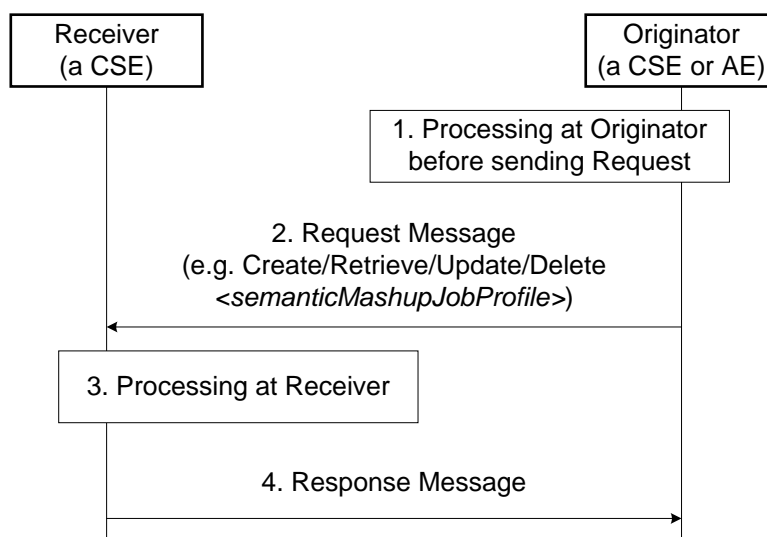 Receiver
(a CSE)
Originator
(a CSE or AE)
1. Processing at Originator
before sending Request
2. Request Message
(e.g. Create/Retrieve/Update/Delete
<semanticMashupJobProfile>)
3. Processing at Receiver
4. Response Message